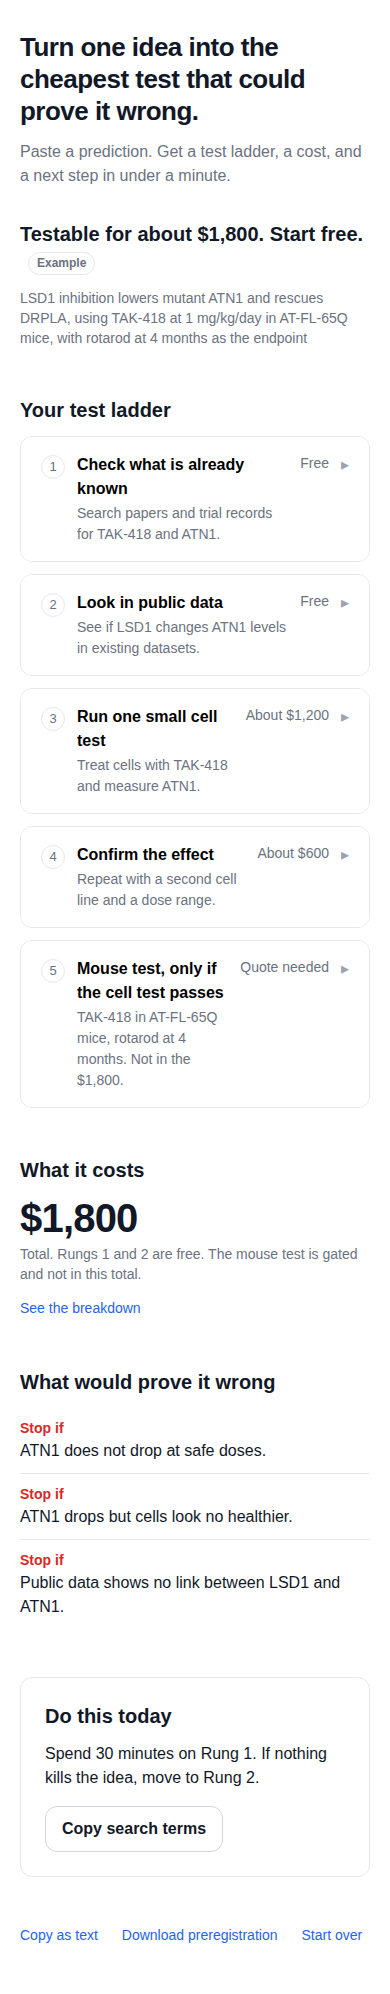 Turn one idea into the
cheapest test that could
prove it wrong.
Paste a prediction. Get a test ladder, a cost, and
a next step in under a minute.
Testable for about $1,800. Start free.
Example
LSD1 inhibition lowers mutant ATN1 and rescues
DRPLA, using TAK-418 at 1 mg/kg/day in AT-FL-65Q
mice, with rotarod at 4 months as the endpoint
Your test ladder
1 Check what is already Free ▶
known
Search papers and trial records
for TAK-418 and ATN1.
2 Look in public data Free ▶
See if LSD1 changes ATN1 levels
in existing datasets.
3 Run one small cell About $1,200 ▶
test
Treat cells with TAK-418
and measure ATN1.
4 Confirm the effect About $600 ▶
Repeat with a second cell
line and a dose range.
5 Mouse test, only if Quote needed ▶
the cell test passes
TAK-418 in AT-FL-65Q
mice, rotarod at 4
months. Not in the
$1,800.
What it costs
$1,800
Total. Rungs 1 and 2 are free. The mouse test is gated
and not in this total.
See the breakdown
What would prove it wrong
Stop if
ATN1 does not drop at safe doses.
Stop if
ATN1 drops but cells look no healthier.
Stop if
Public data shows no link between LSD1 and
ATN1.
Do this today
Spend 30 minutes on Rung 1. If nothing
kills the idea, move to Rung 2.
Copy search terms
Copy as text Download preregistration Start over